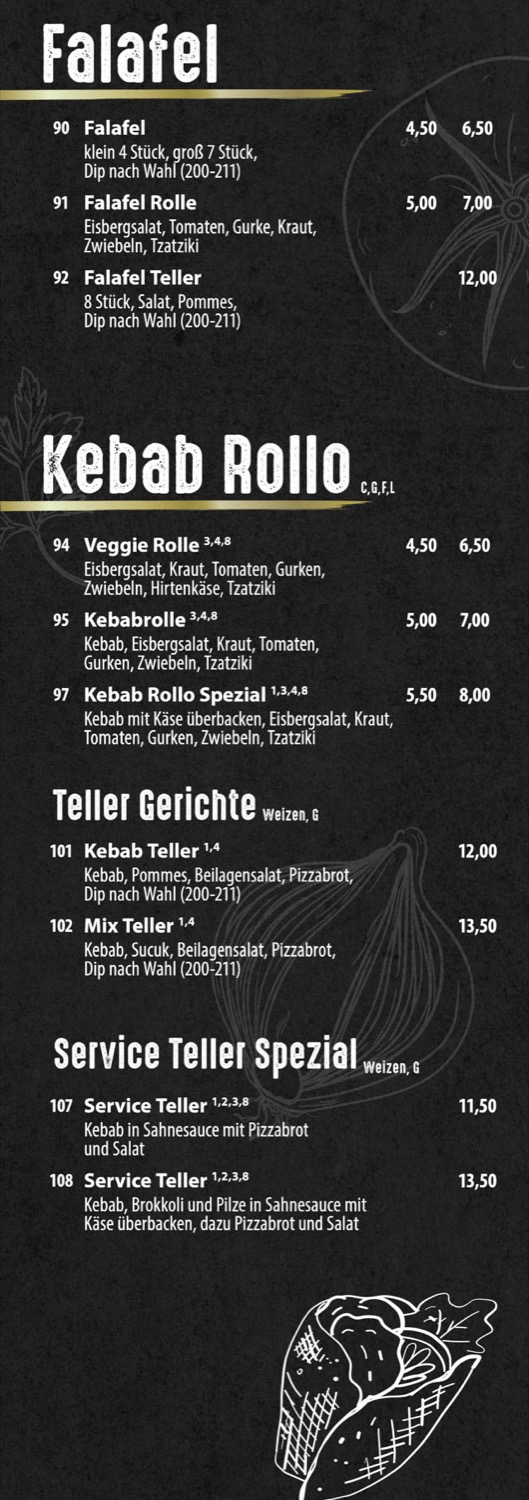 Falafel
90 Falafel 4,50 6,50
klein 4 Stück, groß 7 Stück,
Dip nach Wahl (200-211)
91 Falafel Rolle 5,00 7,00
Eisbergsalat, Tomaten, Gurke, Kraut,
Zwiebeln, Tzatziki
92 Falafel Teller 12,00
8 Stück, Salat, Pommes,
Dip nach Wahl (200-211)
Kebab Rollo C,G,F,L
94 Veggie Rolle 3,4,8 4,50 6,50
Eisbergsalat, Kraut, Tomaten, Gurken,
Zwiebeln, Hirtenkäse, Tzatziki
95 Kebabrolle 3,4,8 5,00 7,00
Kebab, Eisbergsalat, Kraut, Tomaten,
Gurken, Zwiebeln, Tzatziki
97 Kebab Rollo Spezial 1,3,4,8 5,50 8,00
Kebab mit Käse überbacken, Eisbergsalat, Kraut,
Tomaten, Gurken, Zwiebeln, Tzatziki
Teller Gerichte Weizen, G
101 Kebab Teller 1,4 12,00
Kebab, Pommes, Beilagensalat, Pizzabrot,
Dip nach Wahl (200-211)
102 Mix Teller 1,4 13,50
Kebab, Sucuk, Beilagensalat, Pizzabrot,
Dip nach Wahl (200-211)
Service Teller Spezial Weizen, G
107 Service Teller 1,2,3,8 11,50
Kebab in Sahnesauce mit Pizzabrot
und Salat
108 Service Teller 1,2,3,8 13,50
Kebab, Brokkoli und Pilze in Sahnesauce mit
Käse überbacken, dazu Pizzabrot und Salat